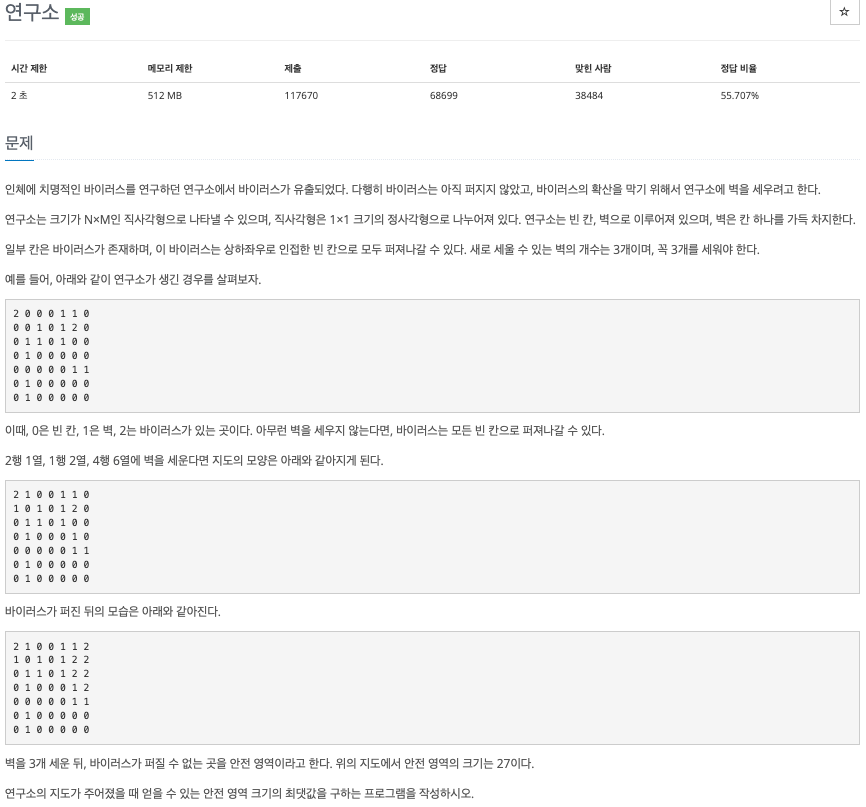 연구소 성공
☆
시간 제한 메모리 제한 제출 정답 맞힌 사람 정답 비율
2 초 512 MB 117670 68699 38484 55.707%
문제
인체에 치명적인 바이러스를 연구하던 연구소에서 바이러스가 유출되었다. 다행히 바이러스는 아직 퍼지지 않았고, 바이러스의 확산을 막기 위해서 연구소에 벽을 세우려고 한다.
연구소는 크기가 N×M인 직사각형으로 나타낼 수 있으며, 직사각형은 1×1 크기의 정사각형으로 나누어져 있다. 연구소는 빈 칸, 벽으로 이루어져 있으며, 벽은 칸 하나를 가득 차지한다.
일부 칸은 바이러스가 존재하며, 이 바이러스는 상하좌우로 인접한 빈 칸으로 모두 퍼져나갈 수 있다. 새로 세울 수 있는 벽의 개수는 3개이며, 꼭 3개를 세워야 한다.
예를 들어, 아래와 같이 연구소가 생긴 경우를 살펴보자.
2 0 0 0 1 1 0
0 0 1 0 1 2 0
0 1 1 0 1 0 0
0 1 0 0 0 0 0
0 0 0 0 0 1 1
0 1 0 0 0 0 0
0 1 0 0 0 0 0
이때, 0은 빈 칸, 1은 벽, 2는 바이러스가 있는 곳이다. 아무런 벽을 세우지 않는다면, 바이러스는 모든 빈 칸으로 퍼져나갈 수 있다.
2행 1열, 1행 2열, 4행 6열에 벽을 세운다면 지도의 모양은 아래와 같아지게 된다.
2 1 0 0 1 1 0
1 0 1 0 1 2 0
0 1 1 0 1 0 0
0 1 0 0 0 1 0
0 0 0 0 0 1 1
0 1 0 0 0 0 0
0 1 0 0 0 0 0
바이러스가 퍼진 뒤의 모습은 아래와 같아진다.
2 1 0 0 1 1 2
1 0 1 0 1 2 2
0 1 1 0 1 2 2
0 1 0 0 0 1 2
0 0 0 0 0 1 1
0 1 0 0 0 0 0
0 1 0 0 0 0 0
벽을 3개 세운 뒤, 바이러스가 퍼질 수 없는 곳을 안전 영역이라고 한다. 위의 지도에서 안전 영역의 크기는 27이다.
연구소의 지도가 주어졌을 때 얻을 수 있는 안전 영역 크기의 최댓값을 구하는 프로그램을 작성하시오.